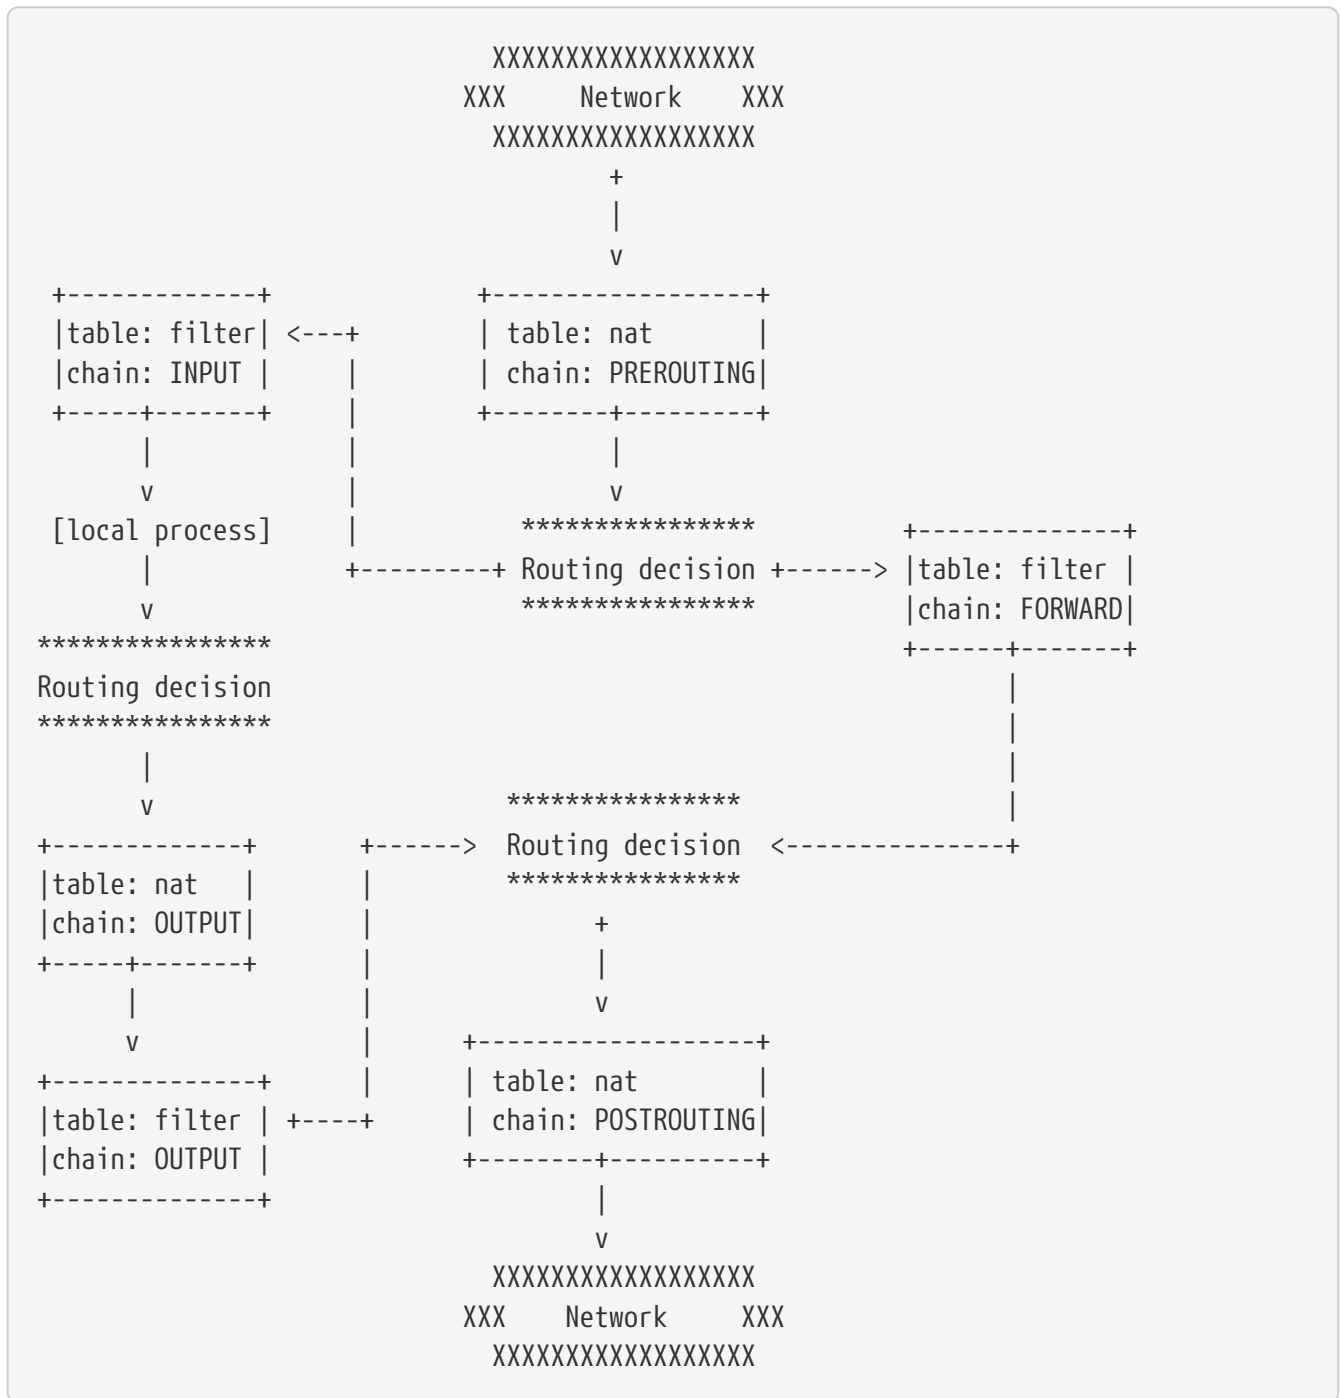 XXXXXXXXXXXXXXXXXX
                             XXX     Network    XXX
                               XXXXXXXXXXXXXXXXXX
                                       +
                                       |
                                       v
 +-------------+              +------------------+
 |table: filter| <---+        | table: nat       |
 |chain: INPUT |     |        | chain: PREROUTING|
 +-----+-------+     |        +--------+---------+
       |             |                 |
       v             |                 v
 [local process]     |           ****************          +--------------+
       |             +---------+ Routing decision +------> |table: filter |
       v                         ****************          |chain: FORWARD|
****************                                           +------+-------+
Routing decision                                                  |
****************                                                  |
       |                                                          |
       v                        ****************                  |
+-------------+       +------>  Routing decision  <---------------+
|table: nat   |       |         ****************
|chain: OUTPUT|       |               +
+-----+-------+       |               |
      |               |               v
      v               |      +-------------------+
+--------------+      |      | table: nat        |
|table: filter | +----+      | chain: POSTROUTING|
|chain: OUTPUT |             +--------+----------+
+--------------+                      |
                                      v
                               XXXXXXXXXXXXXXXXXX
                             XXX    Network     XXX
                               XXXXXXXXXXXXXXXXXX